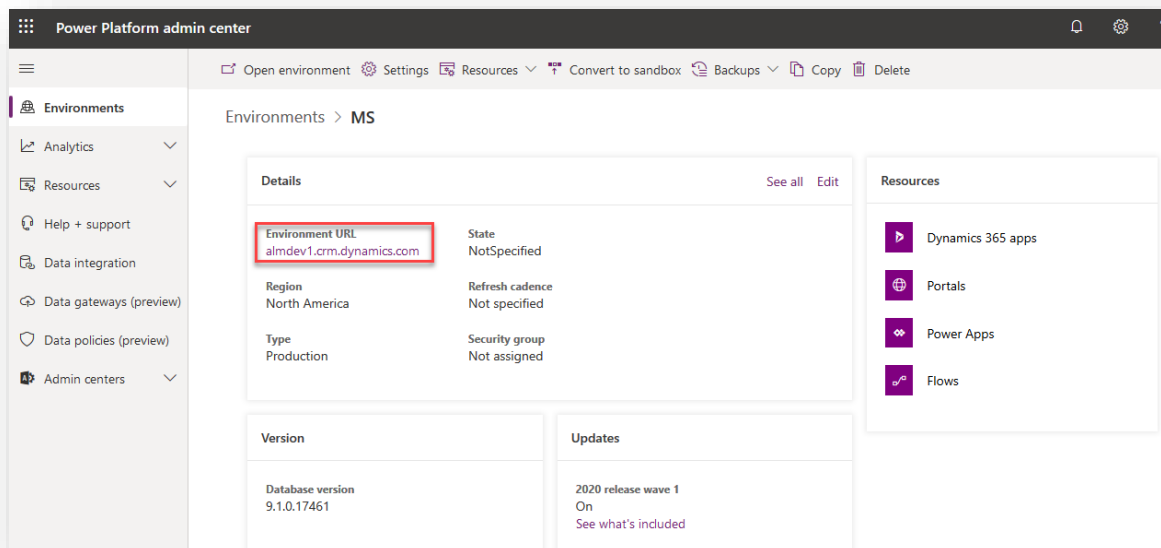 Power Platform admin center
Open environment Settings Resources Convert to sandbox Backups Copy Delete
Environments
Analytics
Resources
Help + support
Data integration
Data gateways (preview)
Data policies (preview)
Admin centers
Environments > MS
Details
See all Edit
Environment URL
almdev1.crm.dynamics.com
State
NotSpecified
Region
North America
Refresh cadence
Not specified
Type
Production
Security group
Not assigned
Resources
Dynamics 365 apps
Portals
Power Apps
Flows
Version
Database version
9.1.0.17461
Updates
2020 release wave 1
On
See what's included